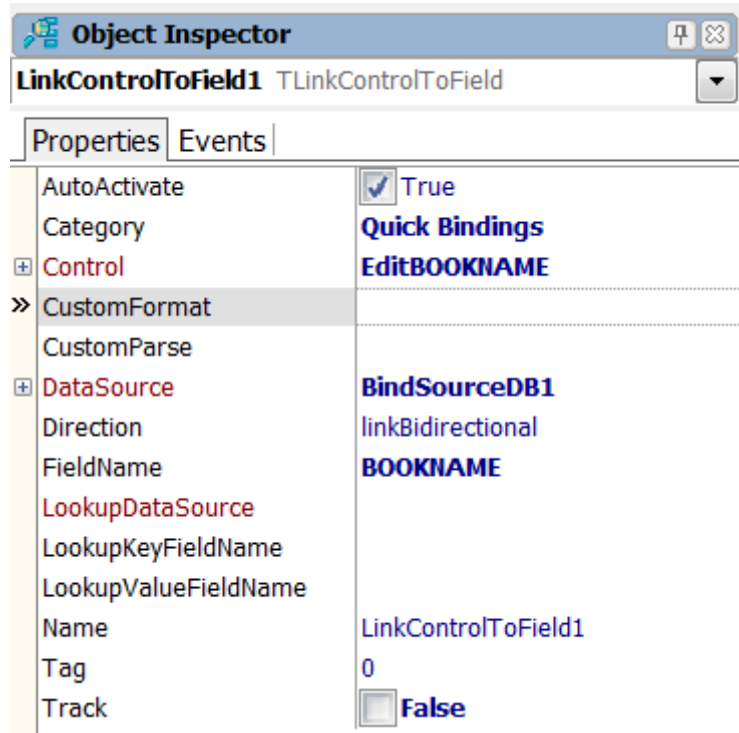 Object Inspector
LinkControlToField1 TLinkControlToField
Properties Events
AutoActivate True
Category Quick Bindings
Control EditBOOKNAME
CustomFormat
CustomParse
DataSource BindSourceDB1
Direction linkBidirectional
FieldName BOOKNAME
LookupDataSource
LookupKeyFieldName
LookupValueFieldName
Name LinkControlToField1
Tag 0
Track False